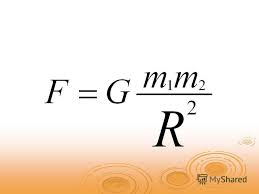 F = G m₁m₂ / R²
MyShared